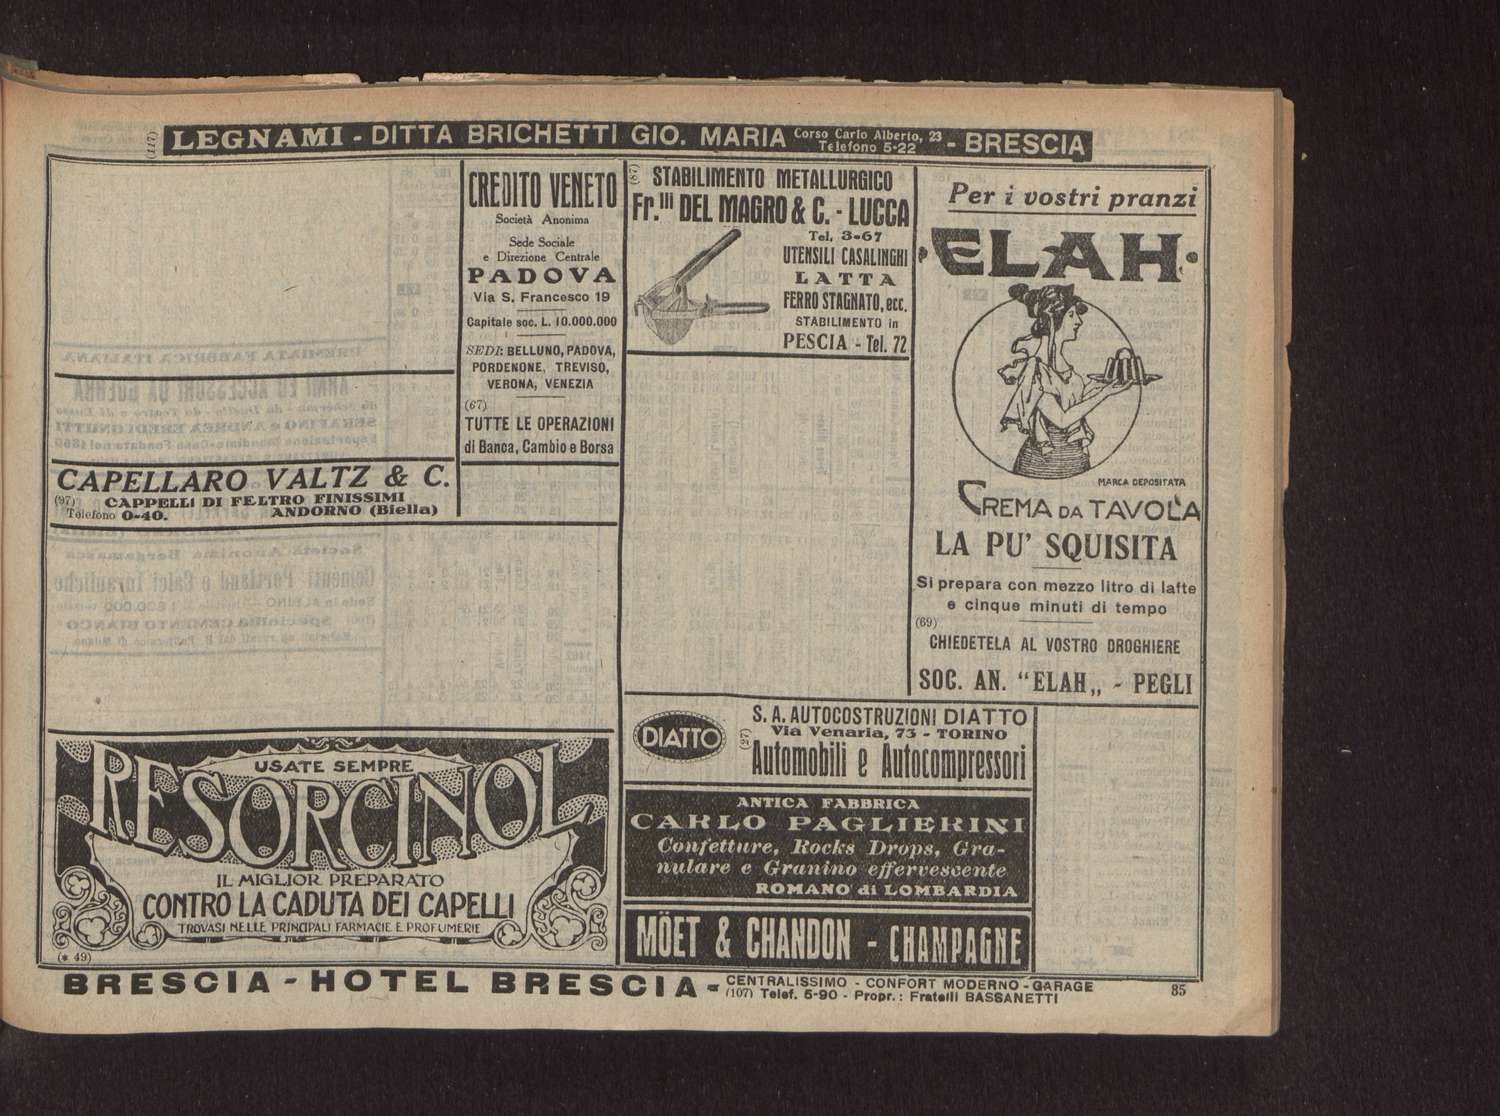 (117) LEGNAMI - DITTA BRICHETTI GIO. MARIA Corso Carlo Alberto, 23 Telefono 5-22 - BRESCIA
CREDITO VENETO
Società Anonima
Sede Sociale
e Direzione Centrale
PADOVA
Via S. Francesco 19
Capitale soc. L. 10.000.000
SEDI: BELLUNO, PADOVA,
PORDENONE, TREVISO,
VERONA, VENEZIA
(67)
TUTTE LE OPERAZIONI
di Banca, Cambio e Borsa
CAPELLARO VALTZ & C.
(97) CAPPELLI DI FELTRO FINISSIMI
Telefono 0-40. ANDORNO (Biella)
(87) STABILIMENTO METALLURGICO
Fr.lli DEL MAGRO & C. - LUCCA
Tel. 3-67
UTENSILI CASALINGHI
LATTA
FERRO STAGNATO, ecc.
STABILIMENTO in
PESCIA - Tel. 72
Per i vostri pranzi
"ELAH"
MARCA DEPOSITATA
CREMA DA TAVOLA
LA PU' SQUISITA
Si prepara con mezzo litro di latte
e cinque minuti di tempo
(69)
CHIEDETELA AL VOSTRO DROGHIERE
SOC. AN. "ELAH„ - PEGLI
USATE SEMPRE
RESORCINOL
IL MIGLIOR PREPARATO
CONTRO LA CADUTA DEI CAPELLI
TROVASI NELLE PRINCIPALI FARMACIE E PROFUMERIE
(* 49)
DIATTO
(27)
S. A. AUTOCOSTRUZIONI DIATTO
Via Venaria, 73 - TORINO
Automobili e Autocompressori
ANTICA FABBRICA
CARLO PAGLIERINI
Confetture, Rocks Drops, Gra-
nulare e Granino effervescente
ROMANO di LOMBARDIA
MÖET & CHANDON - CHAMPAGNE
BRESCIA - HOTEL BRESCIA - CENTRALISSIMO - CONFORT MODERNO - GARAGE
(107) Telef. 5-90 - Propr.: Fratelli BASSANETTI
85